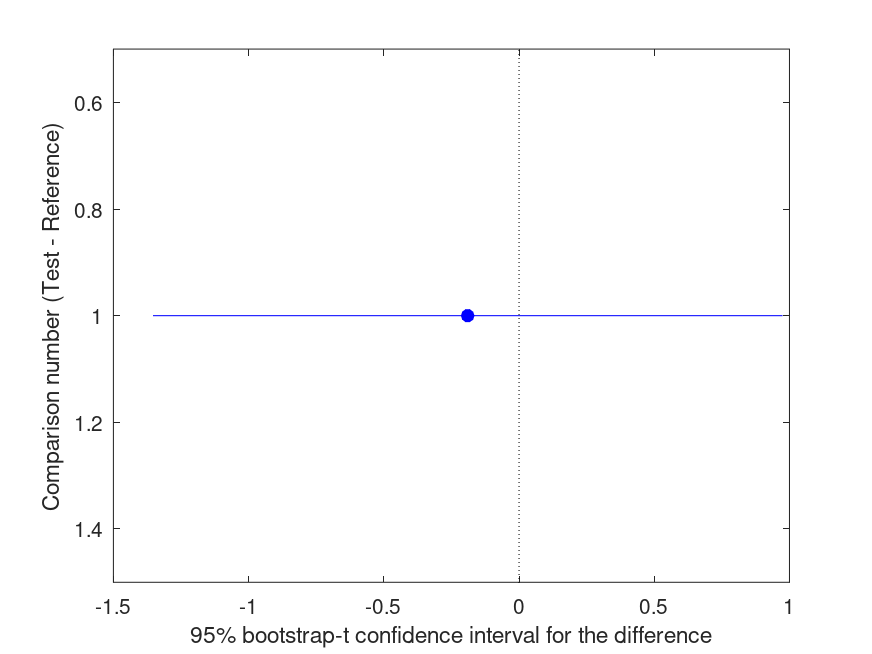 0.6
0.8
1
1.2
1.4
Comparison number (Test - Reference)
-1.5 -1 -0.5 0 0.5 1
95% bootstrap-t confidence interval for the difference